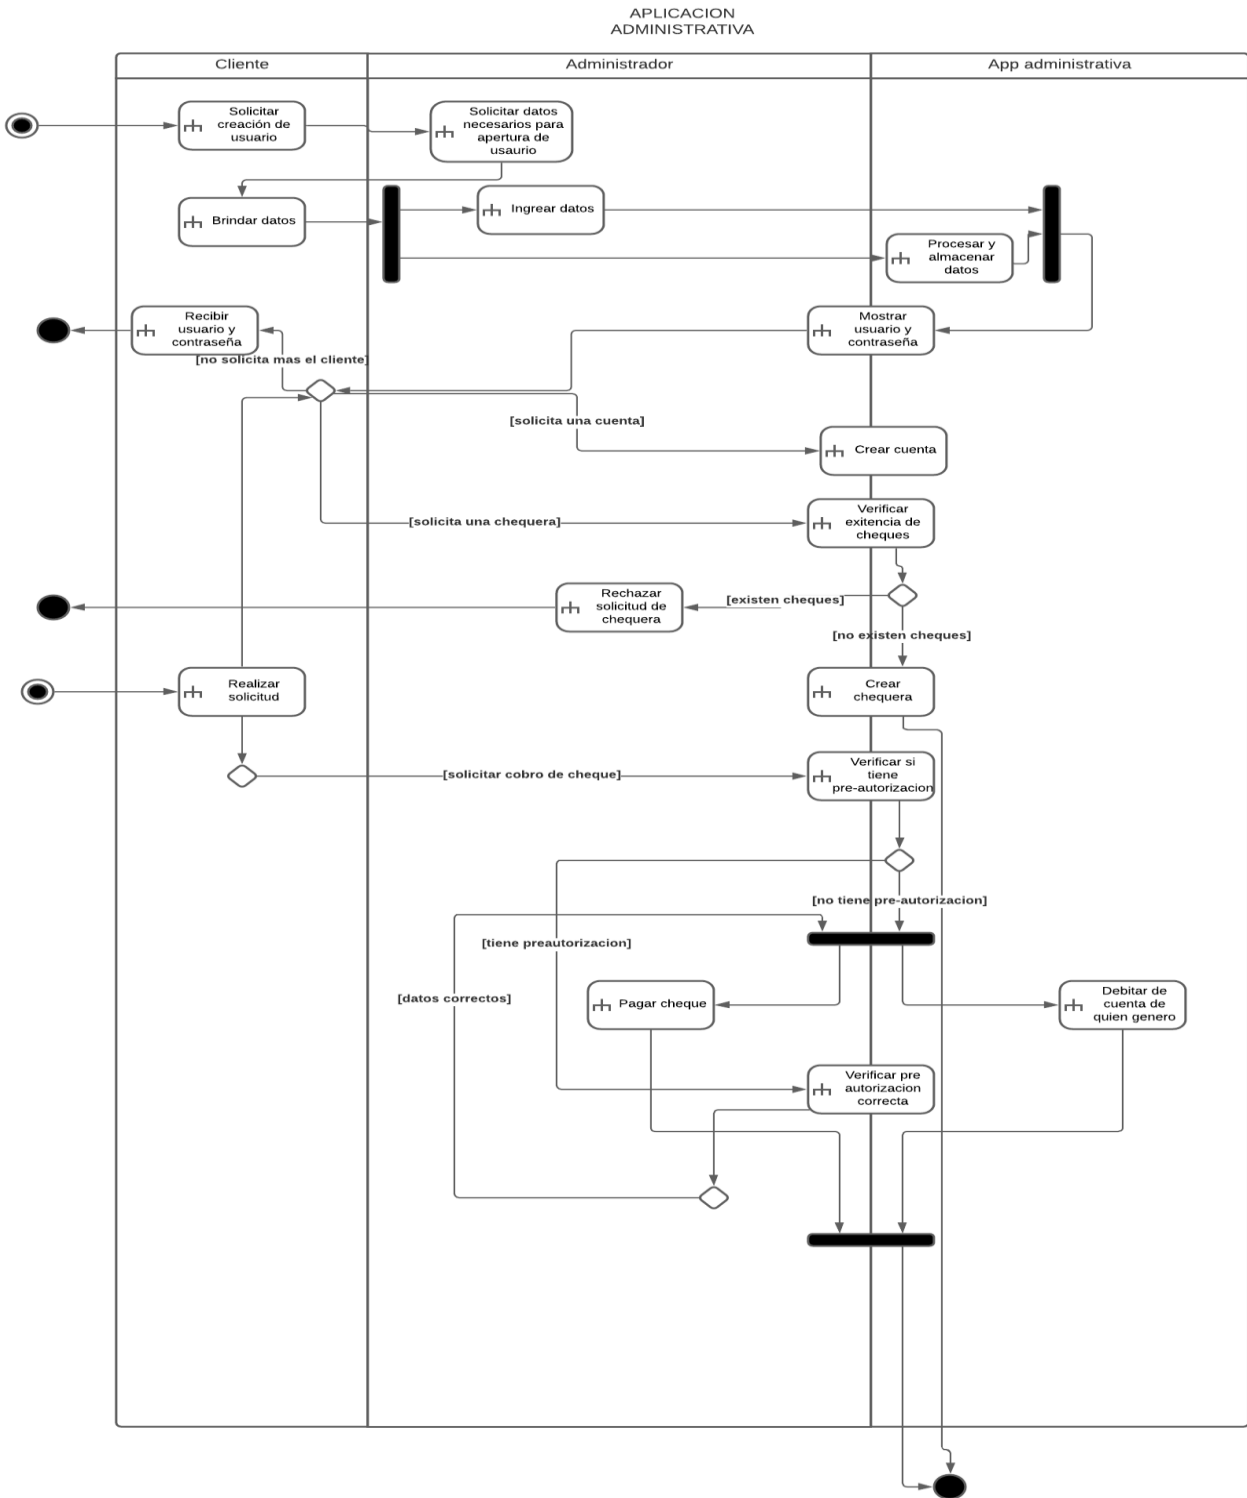 APLICACION
ADMINISTRATIVA
Cliente
Administrador
App administrativa
Solicitar
creación de
usuario
Solicitar datos
necesarios para
apertura de
usaurio
Brindar datos
Ingrear datos
Procesar y
almacenar
datos
Recibir
usuario y
contraseña
Mostrar
usuario y
contraseña
[no solicita mas el cliente]
[solicita una cuenta]
Crear cuenta
[solicita una chequera]
Verificar
exitencia de
cheques
Rechazar
solicitud de
chequera
[existen cheques]
[no existen cheques]
Realizar
solicitud
Crear
chequera
[solicitar cobro de cheque]
Verificar si
tiene
pre-autorizacion
[no tiene pre-autorizacion]
[tiene preautorizacion]
[datos correctos]
Pagar cheque
Debitar de
cuenta de
quien genero
Verificar pre
autorizacion
correcta